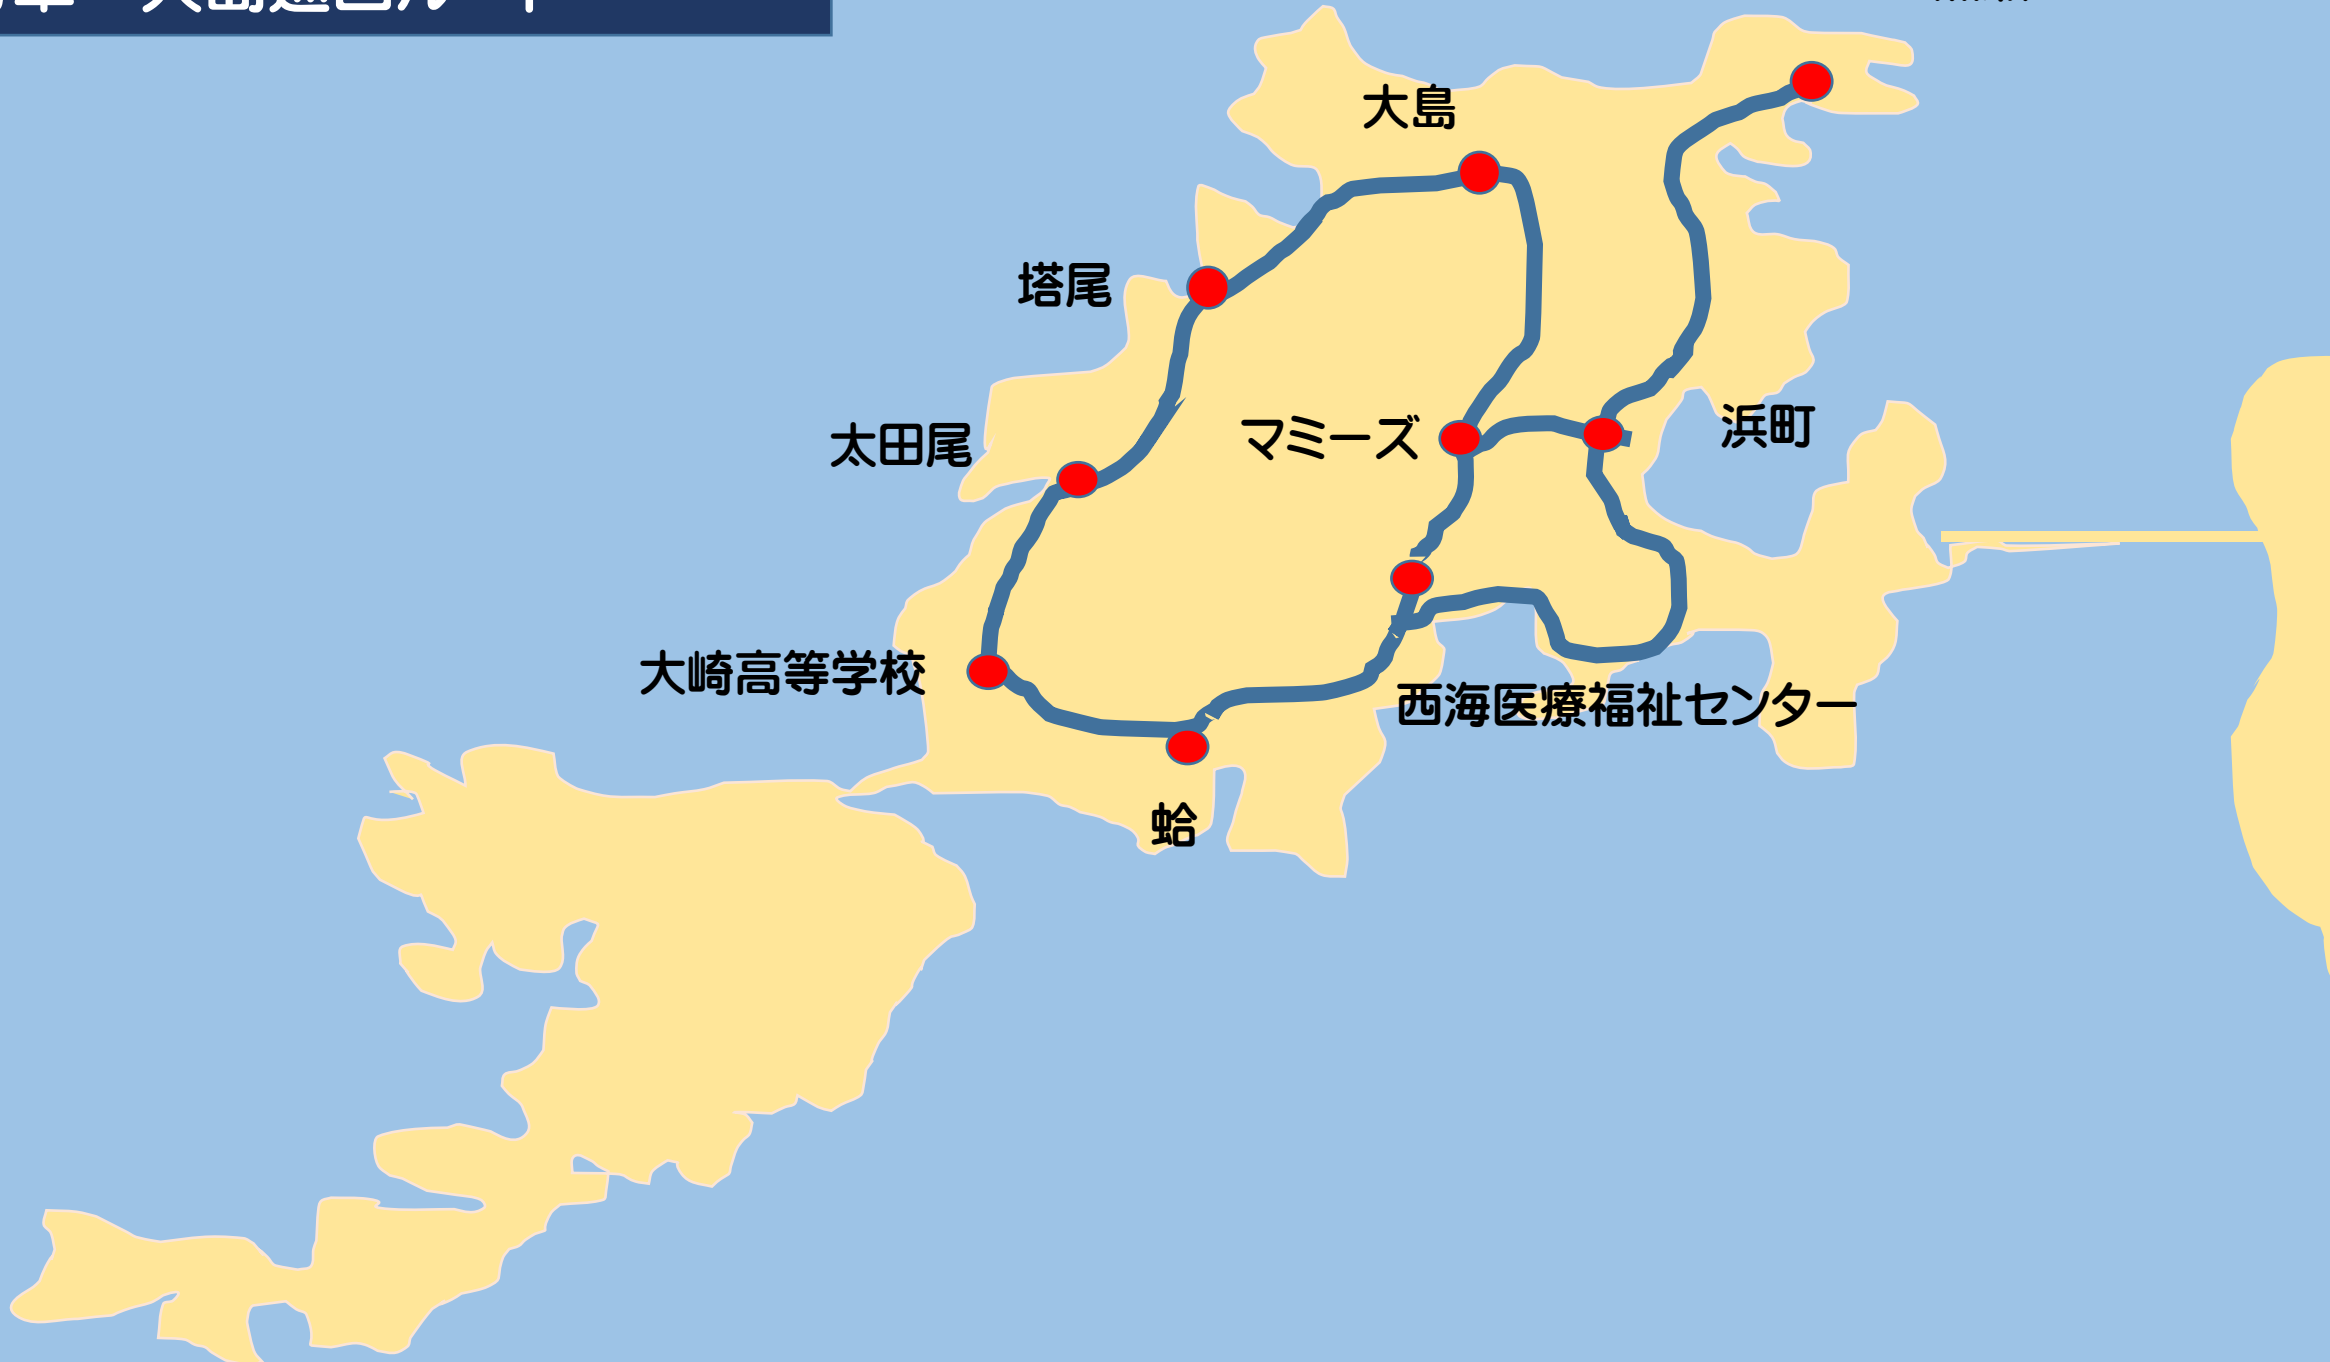 大島
塔尾
太田尾
マミーズ
浜町
大崎高等学校
西海医療福祉センター
蛤